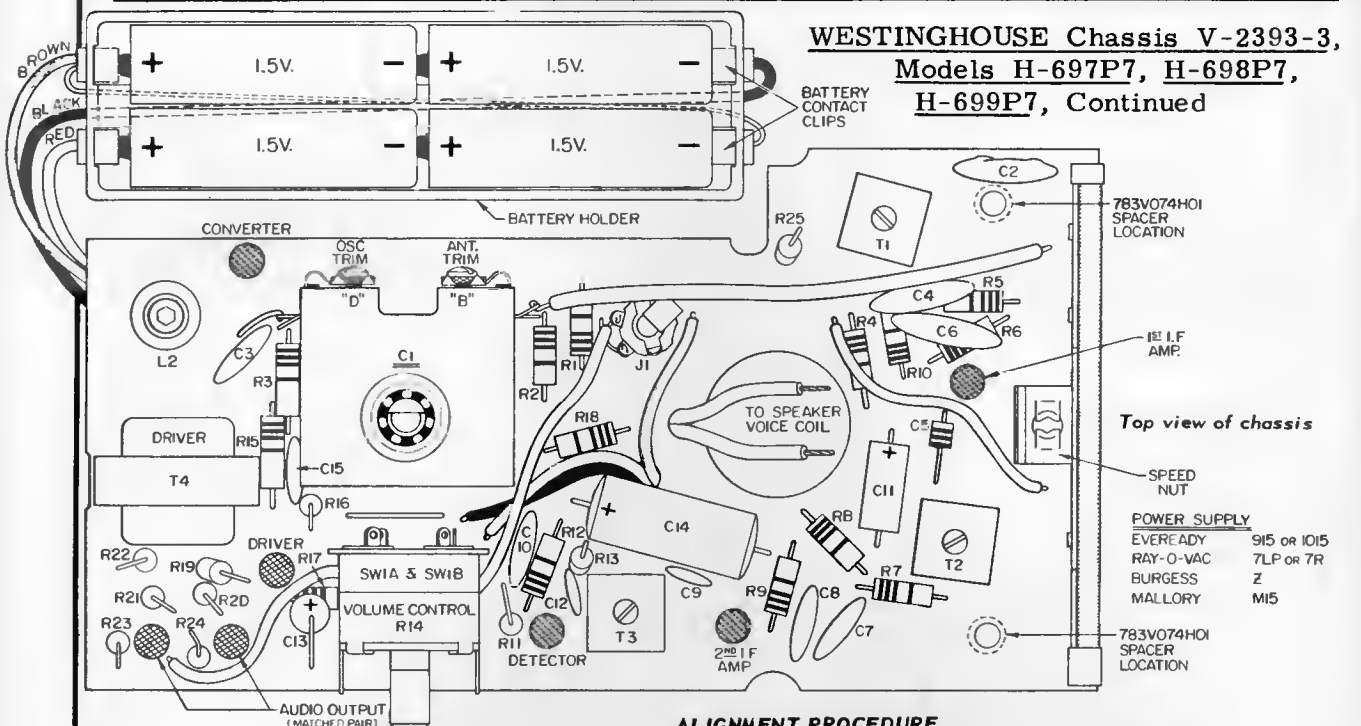 WESTINGHOUSE Chassis V-2393-3,
Models H-697P7, H-698P7,
H-699P7, Continued
BROWN
BLACK
RED
+ 1.5V. − + 1.5V. −
+ 1.5V. − + 1.5V. −
BATTERY
CONTACT
CLIPS
BATTERY HOLDER
CONVERTER
OSC
TRIM
ANT.
TRIM
"D"
"B"
R25
T1
C2
783V074H01
SPACER
LOCATION
L2
C3
R3
C1
R2
R1
J1
C4
R5
C6
R6
R4
R10
1ST I.F
AMP.
TO SPEAKER
VOICE COIL
R18
C5
Top view of chassis
SPEED
NUT
DRIVER
T4
R15
C15
R16
+
C14
+
C11
R8
T2
POWER SUPPLY
EVEREADY 915 OR 1015
RAY-O-VAC 7LP OR 7R
BURGESS Z
MALLORY M15
R22
R19
DRIVER
R17
SW1A & SW1B
C
10
R12
R13
C9
R9
R7
R21
R20
R23
R24
+
C13
VOLUME CONTROL
R14
C12
R11
DETECTOR
T3
2ND I F
AMP
C8
C7
783V074H01
SPACER
LOCATION
AUDIO OUTPUT
(MATCHED PAIR)
ALIGNMENT PROCEDURE